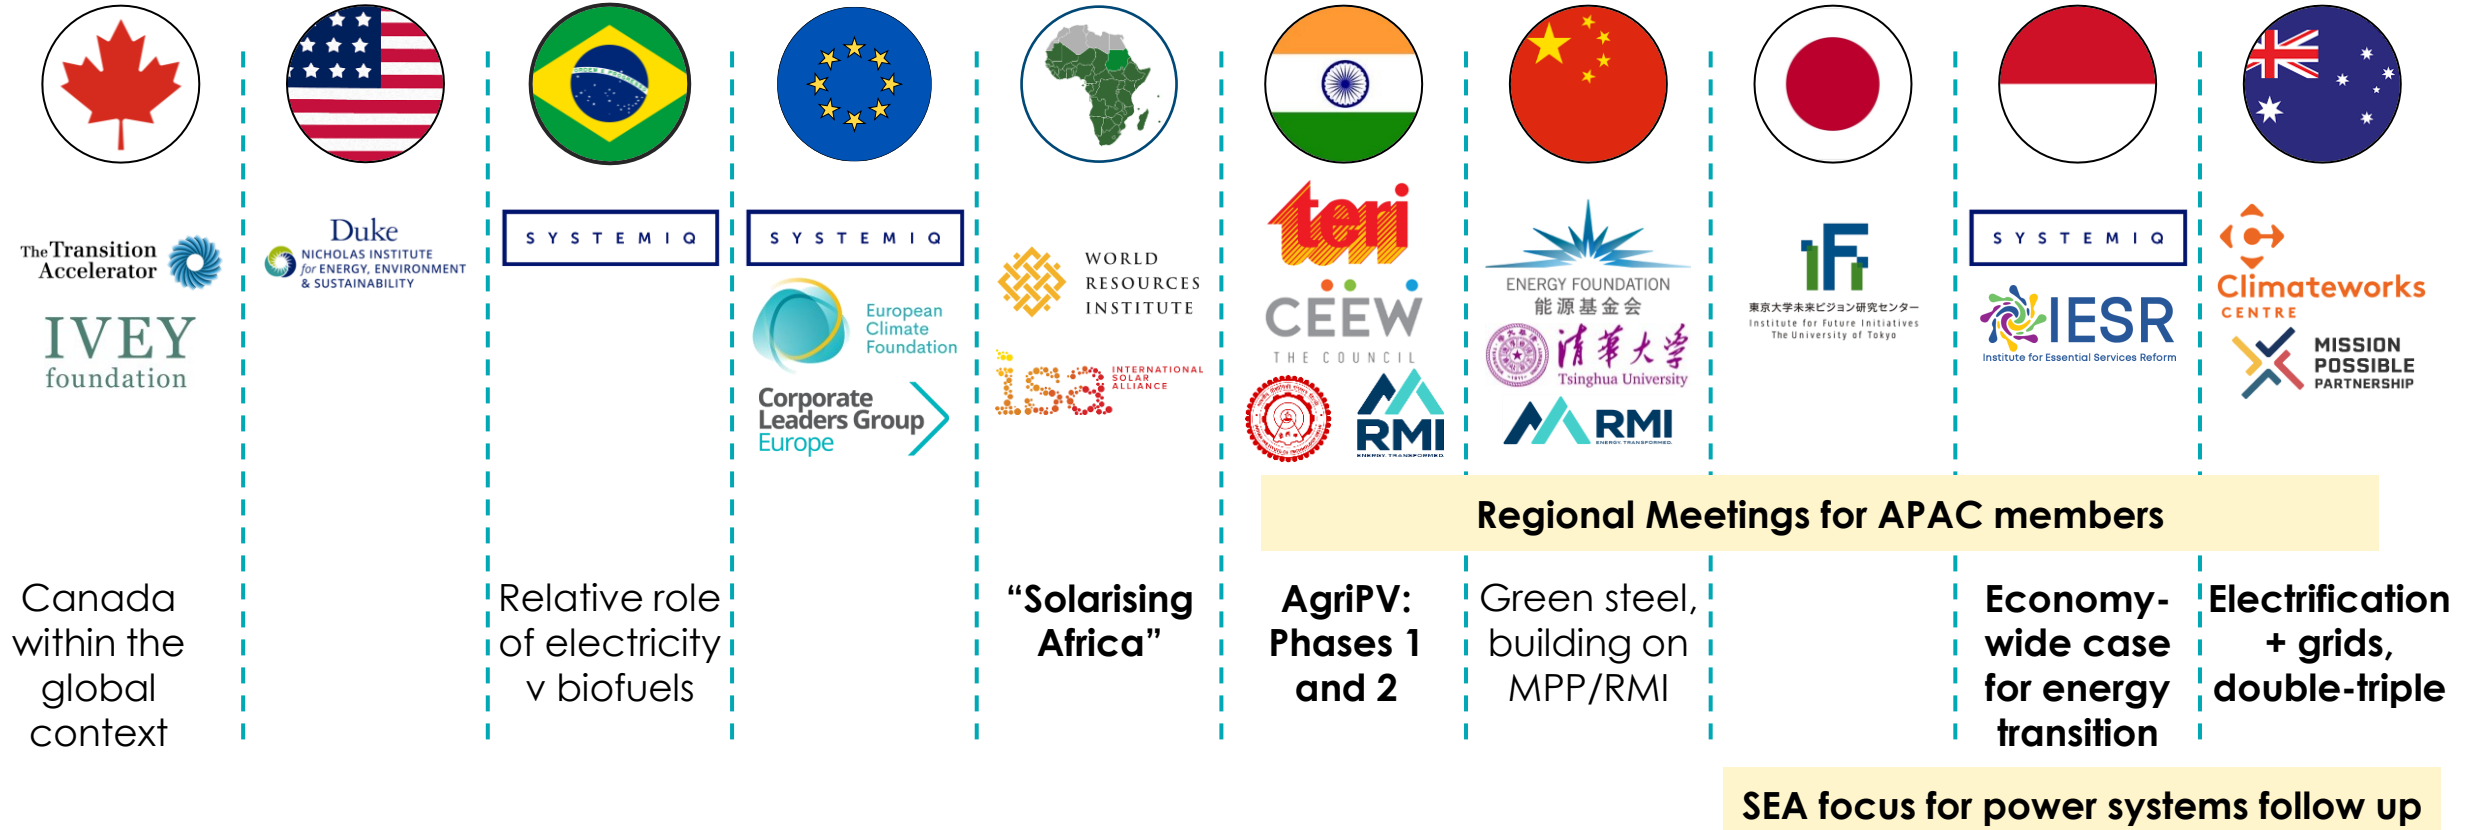 The Transition
Accelerator
IVEY
foundation
Duke
NICHOLAS INSTITUTE
for ENERGY, ENVIRONMENT
& SUSTAINABILITY
SYSTEMIQ
SYSTEMIQ
European
Climate
Foundation
Corporate
Leaders Group
Europe
WORLD
RESOURCES
INSTITUTE
isa
INTERNATIONAL
SOLAR
ALLIANCE
teri
CEEW
THE COUNCIL
RMI
ENERGY. TRANSFORMED.
ENERGY FOUNDATION
能源基金会
清华大学
Tsinghua University
RMI
ENERGY. TRANSFORMED.
iFi
東京大学未来ビジョン研究センター
Institute for Future Initiatives
The University of Tokyo
SYSTEMIQ
IESR
Institute for Essential Services Reform
Climateworks
CENTRE
MISSION
POSSIBLE
PARTNERSHIP
Regional Meetings for APAC members
Canada
within the
global
context
Relative role
of electricity
v biofuels
“Solarising
Africa”
AgriPV:
Phases 1
and 2
Green steel,
building on
MPP/RMI
Economy-
wide case
for energy
transition
Electrification
+ grids,
double-triple
SEA focus for power systems follow up